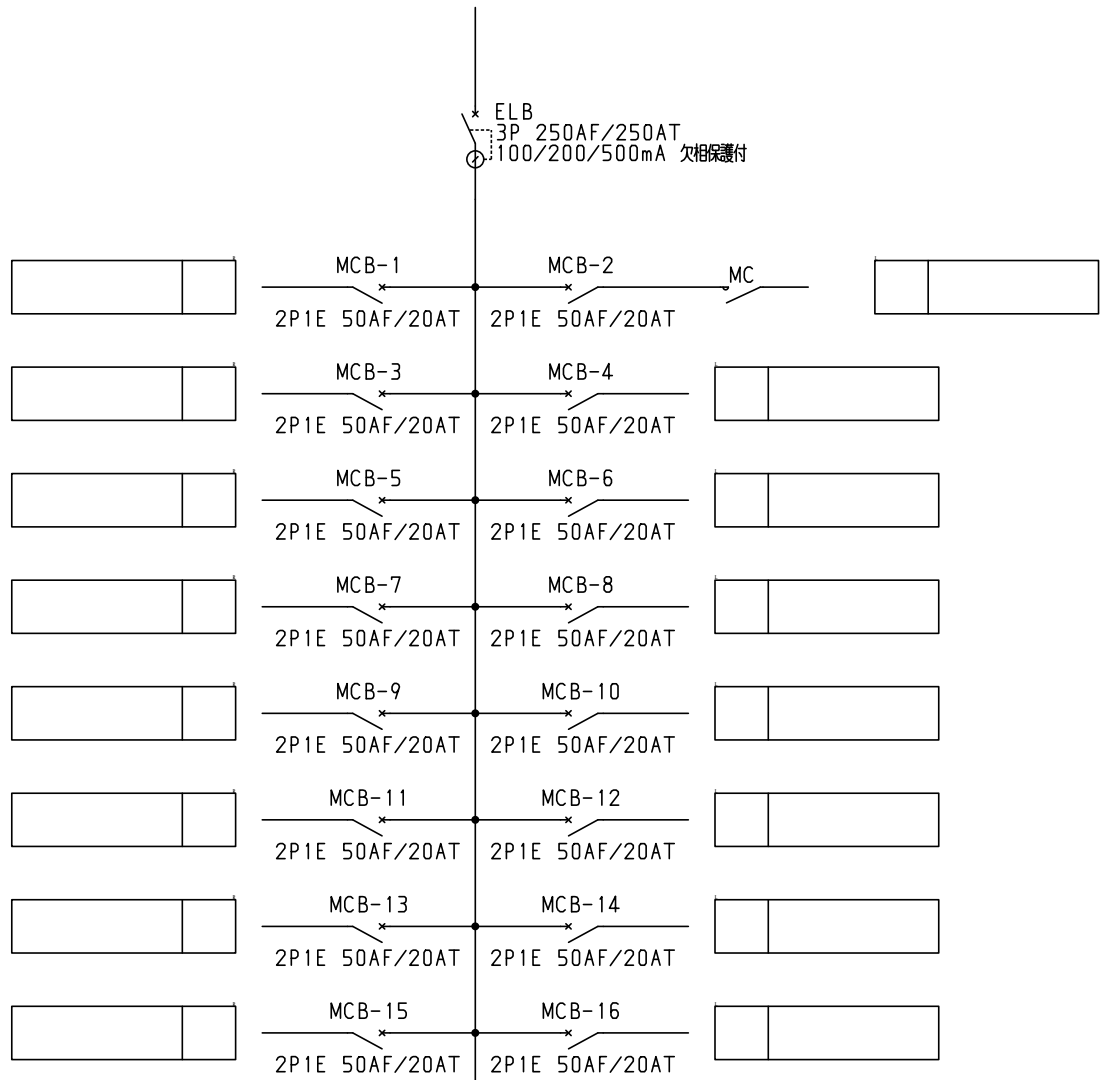 ELB
3P 250AF/250AT
100/200/500mA 欠相保護付
MCB-1 MCB-2 MC
2P1E 50AF/20AT 2P1E 50AF/20AT
MCB-3 MCB-4
2P1E 50AF/20AT 2P1E 50AF/20AT
MCB-5 MCB-6
2P1E 50AF/20AT 2P1E 50AF/20AT
MCB-7 MCB-8
2P1E 50AF/20AT 2P1E 50AF/20AT
MCB-9 MCB-10
2P1E 50AF/20AT 2P1E 50AF/20AT
MCB-11 MCB-12
2P1E 50AF/20AT 2P1E 50AF/20AT
MCB-13 MCB-14
2P1E 50AF/20AT 2P1E 50AF/20AT
MCB-15 MCB-16
2P1E 50AF/20AT 2P1E 50AF/20AT